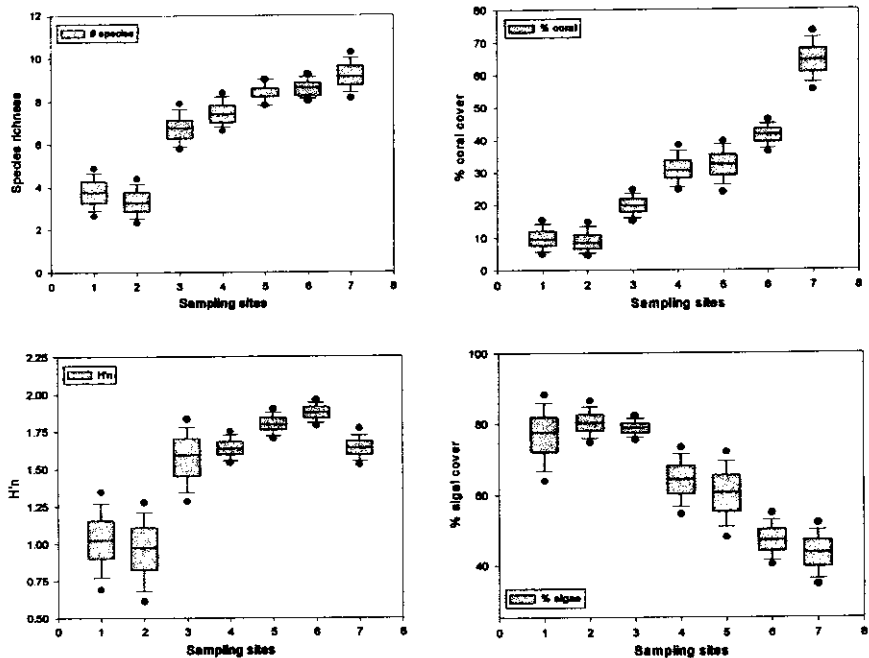 12
10
8
6
4
2
0
# species
Species richness
0 1 2 3 4 5 6 7 8
Sampling sites
80
70
60
50
40
30
20
10
0
% coral
% coral cover
0 1 2 3 4 5 6 7 8
Sampling sites
2.25
2.00
1.75
1.50
1.25
1.00
0.75
0.50
H'n
H'n
0 1 2 3 4 5 6 7 8
Sampling sites
100
80
60
40
% algae
% algal cover
0 1 2 3 4 5 6 7 8
Sampling sites